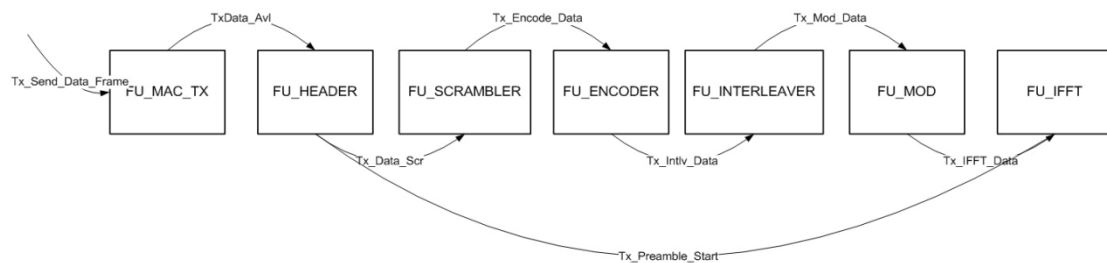 TxData_Avl
Tx_Encode_Data
Tx_Mod_Data
Tx_Send_Data_Frame
FU_MAC_TX
FU_HEADER
FU_SCRAMBLER
FU_ENCODER
FU_INTERLEAVER
FU_MOD
FU_IFFT
Tx_Data_Scr
Tx_Intlv_Data
Tx_IFFT_Data
Tx_Preamble_Start